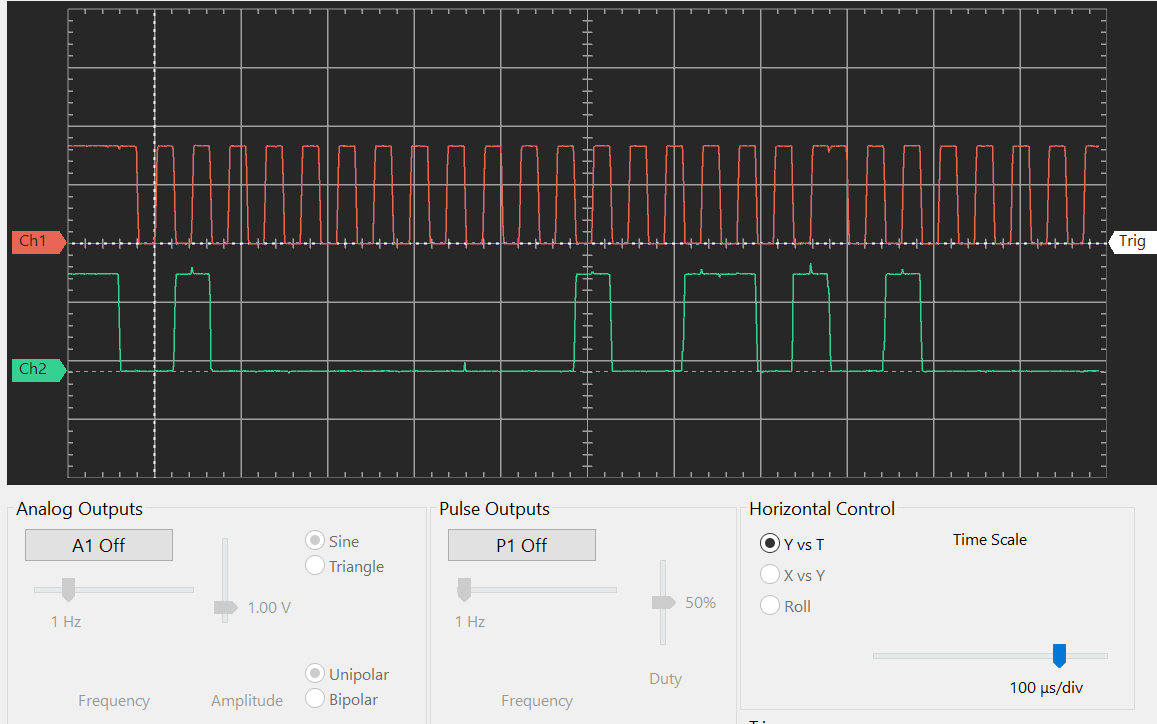 Ch1
Trig
Ch2
Analog Outputs
A1 Off
Sine
Triangle
1.00 V
1 Hz
Unipolar
Bipolar
Frequency
Amplitude
Pulse Outputs
P1 Off
50%
1 Hz
Duty
Frequency
Horizontal Control
Y vs T
Time Scale
X vs Y
Roll
100 µs/div